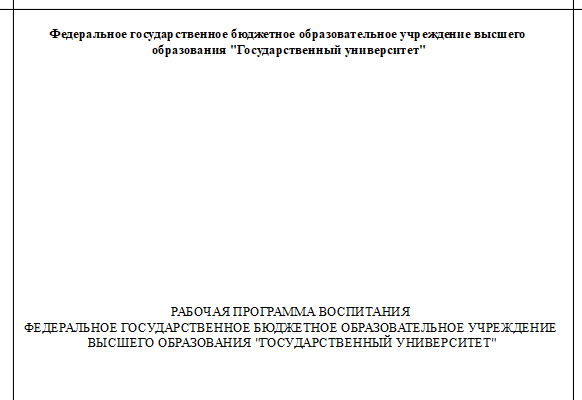 Федеральное государственное бюджетное образовательное учреждение высшего
образования "Государственный университет"
РАБОЧАЯ ПРОГРАММА ВОСПИТАНИЯ
ФЕДЕРАЛЬНОЕ ГОСУДАРСТВЕННОЕ БЮДЖЕТНОЕ ОБРАЗОВАТЕЛЬНОЕ УЧРЕЖДЕНИЕ
ВЫСШЕГО ОБРАЗОВАНИЯ "ГОСУДАРСТВЕННЫЙ УНИВЕРСИТЕТ"